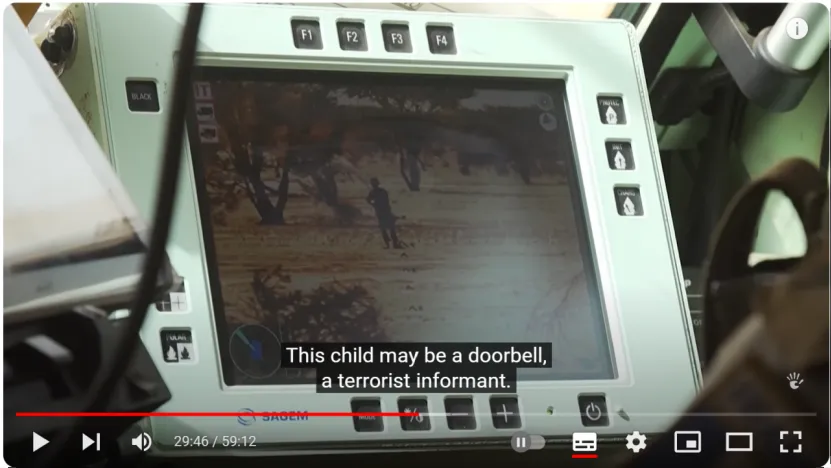 F1
F2
F3
F4
BLACK
This child may be a doorbell,
a terrorist informant.
SAGEM
29:46 / 59:12